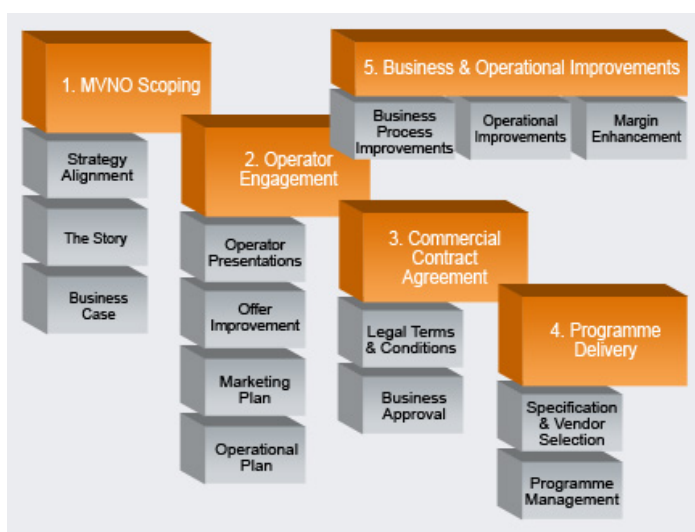 1. MVNO Scoping
Strategy
Alignment
The Story
Business
Case
2. Operator
Engagement
Operator
Presentations
Offer
Improvement
Marketing
Plan
Operational
Plan
3. Commercial
Contract
Agreement
Legal Terms
& Conditions
Business
Approval
4. Programme
Delivery
Specification
& Vendor
Selection
Programme
Management
5. Business & Operational Improvements
Business
Process
Improvements
Operational
Improvements
Margin
Enhancement